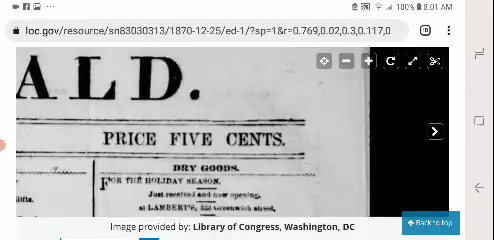 100% 8:01 AM
loc.gov/resource/sn83030313/1870-12-25/ed-1/?sp=1&r=0.769,0.02,0.3,0.117,0
ALD.
PRICE FIVE CENTS.
DRY GOODS.
FOR THE HOLIDAY SEASON.
Just received and now opening,
at LAMBERT'S, Greenwich street,
Image provided by: Library of Congress, Washington, DC
Back to top